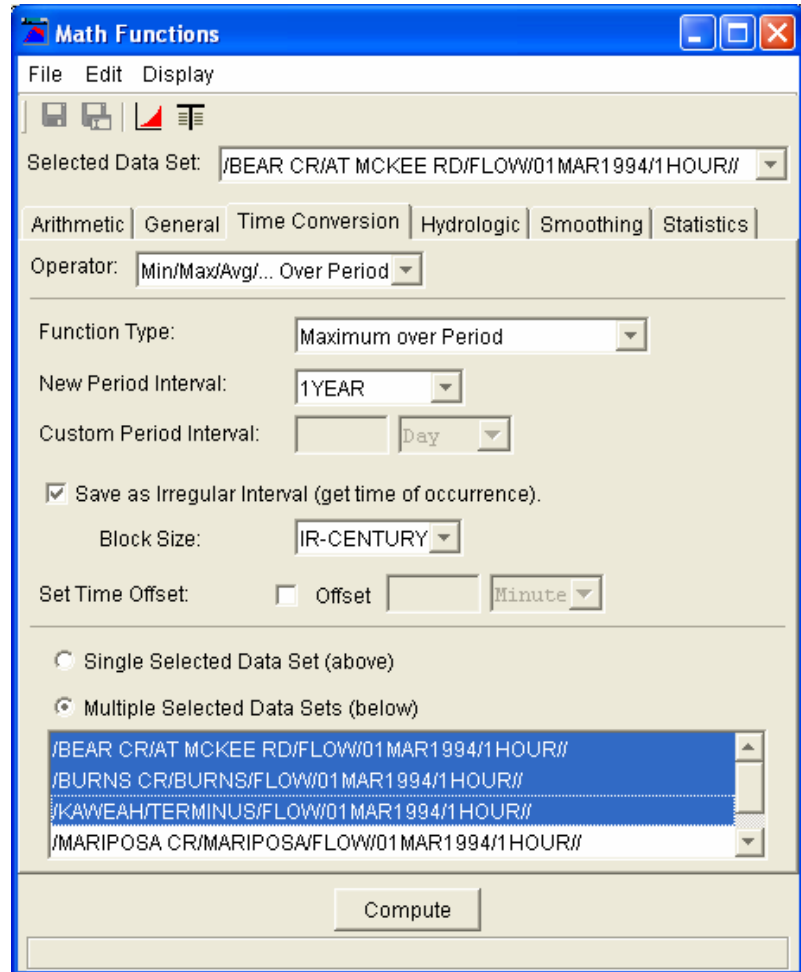 Math Functions
File Edit Display
Selected Data Set: /BEAR CR/AT MCKEE RD/FLOW/01MAR1994/1HOUR//
Arithmetic General Time Conversion Hydrologic Smoothing Statistics
Operator: Min/Max/Avg/... Over Period
Function Type: Maximum over Period
New Period Interval: 1YEAR
Custom Period Interval: Day
Save as Irregular Interval (get time of occurrence).
Block Size: IR-CENTURY
Set Time Offset: Offset Minute
Single Selected Data Set (above)
Multiple Selected Data Sets (below)
/BEAR CR/AT MCKEE RD/FLOW/01MAR1994/1HOUR//
/BURNS CR/BURNS/FLOW/01MAR1994/1HOUR//
/KAWEAH/TERMINUS/FLOW/01MAR1994/1HOUR//
/MARIPOSA CR/MARIPOSA/FLOW/01MAR1994/1HOUR//
Compute